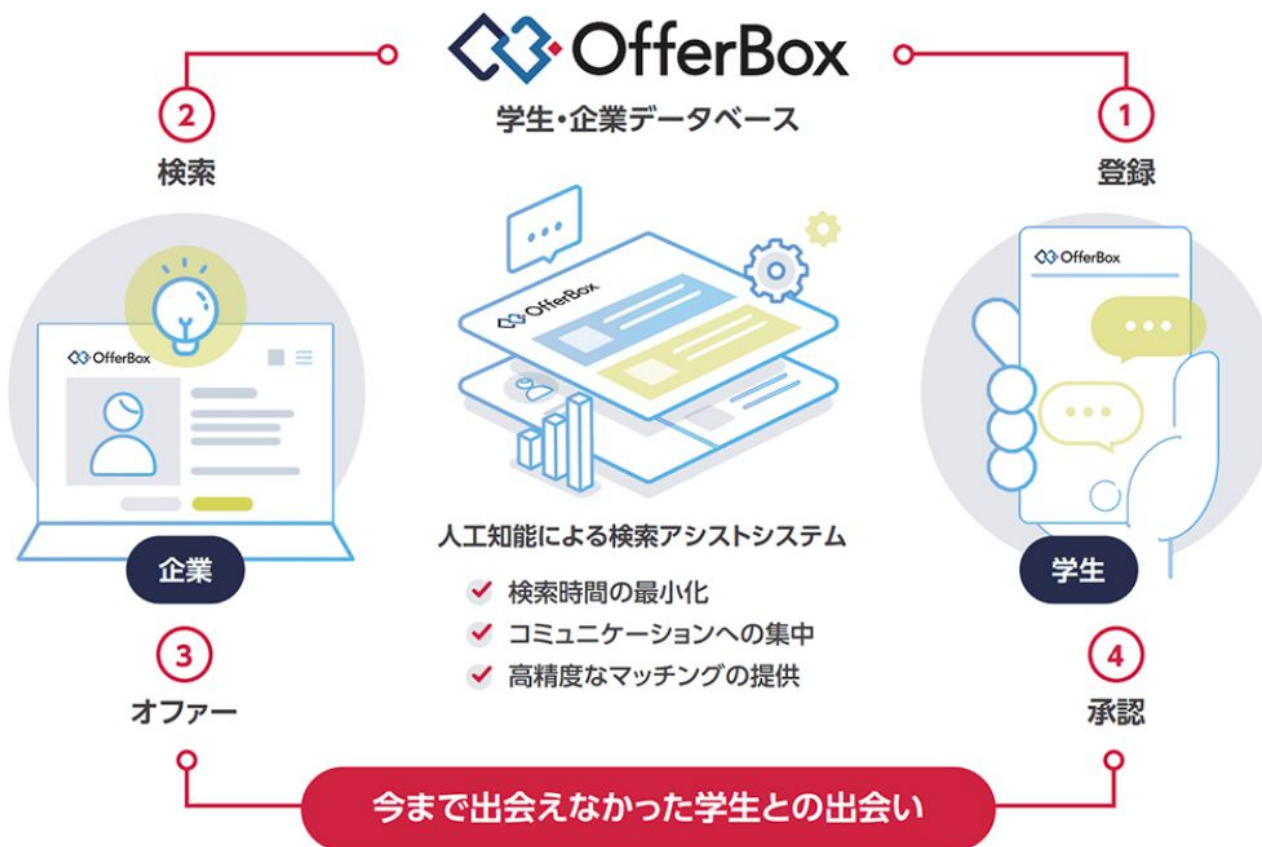 OfferBox
学生・企業データベース
2
検索
1
登録
OfferBox
OfferBox
OfferBox
人工知能による検索アシストシステム
検索時間の最小化
コミュニケーションへの集中
高精度なマッチングの提供
企業
学生
3
オファー
4
承認
今まで出会えなかった学生との出会い